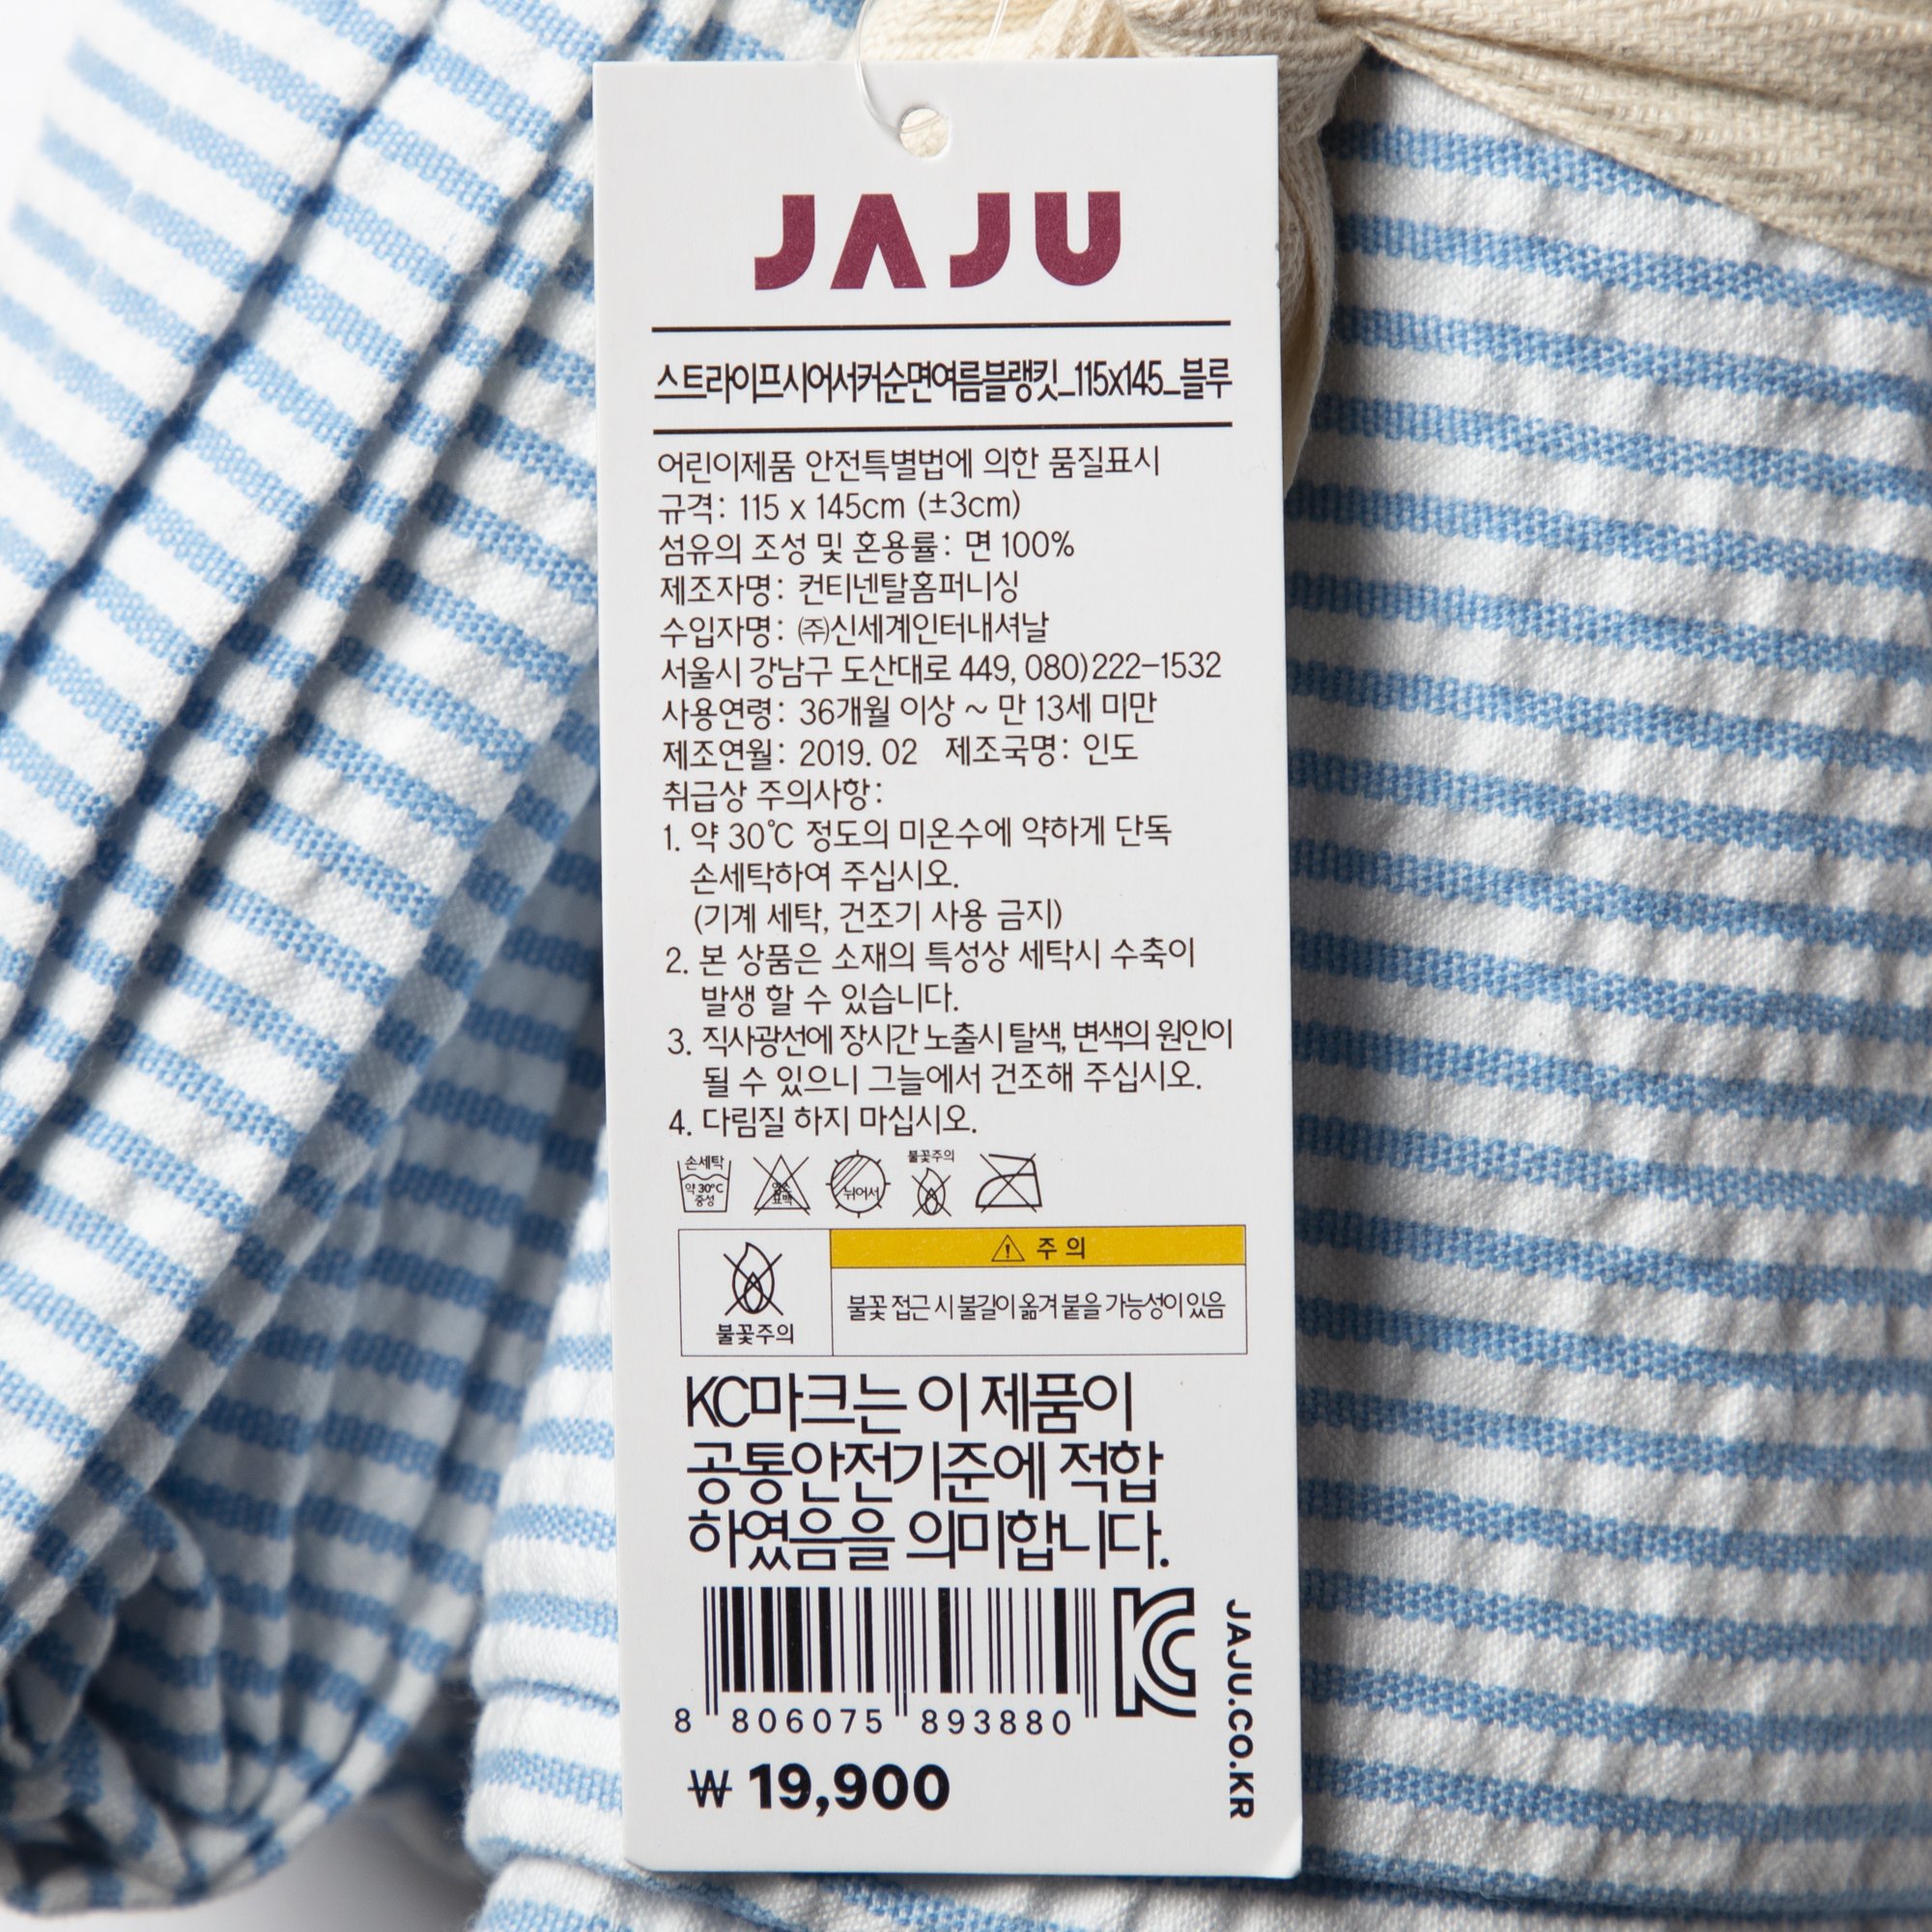 JAJU
스트라이프시어서커순면여름블랭킷_115x145_블루
어린이제품 안전특별법에 의한 품질표시
규격: 115 x 145cm (±3cm)
섬유의 조성 및 혼용률: 면 100%
제조자명: 컨티넨탈홈퍼니싱
수입자명: ㈜신세계인터내셔날
서울시 강남구 도산대로 449, 080)222-1532
사용연령: 36개월 이상 ~ 만 13세 미만
제조연월: 2019. 02 제조국명: 인도
취급상 주의사항:
1. 약 30℃ 정도의 미온수에 약하게 단독
손세탁하여 주십시오.
(기계 세탁, 건조기 사용 금지)
2. 본 상품은 소재의 특성상 세탁시 수축이
발생 할 수 있습니다.
3. 직사광선에 장시간 노출시 탈색, 변색의 원인이
될 수 있으니 그늘에서 건조해 주십시오.
4. 다림질 하지 마십시오.
손세탁
약 30℃
중성
염소
표백
뉘어서
불꽃주의
불꽃주의
주 의
불꽃 접근 시 불길이 옮겨 붙을 가능성이 있음
KC마크는 이 제품이
공통안전기준에 적합
하였음을 의미합니다.
8 806075 893880
KC
JAJU.CO.KR
₩ 19,900